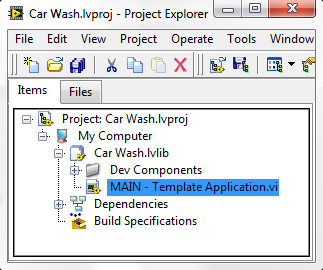 Car Wash.lvproj - Project Explorer
File Edit View Project Operate Tools Window
Items Files
Project: Car Wash.lvproj
My Computer
Car Wash.lvlib
Dev Components
MAIN - Template Application.vi
Dependencies
Build Specifications